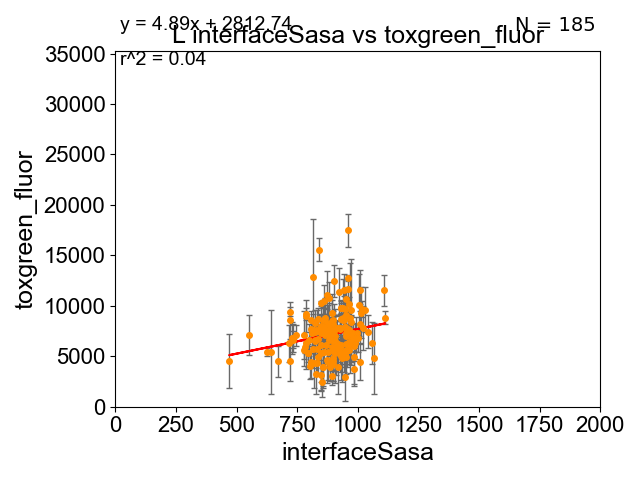 y = 4.89x + 2812.74
N = 185
L interfaceSasa vs toxgreen_fluor
r^2 = 0.04
toxgreen_fluor
35000
30000
25000
20000
15000
10000
5000
0
0 250 500 750 1000 1250 1500 1750 2000
interfaceSasa